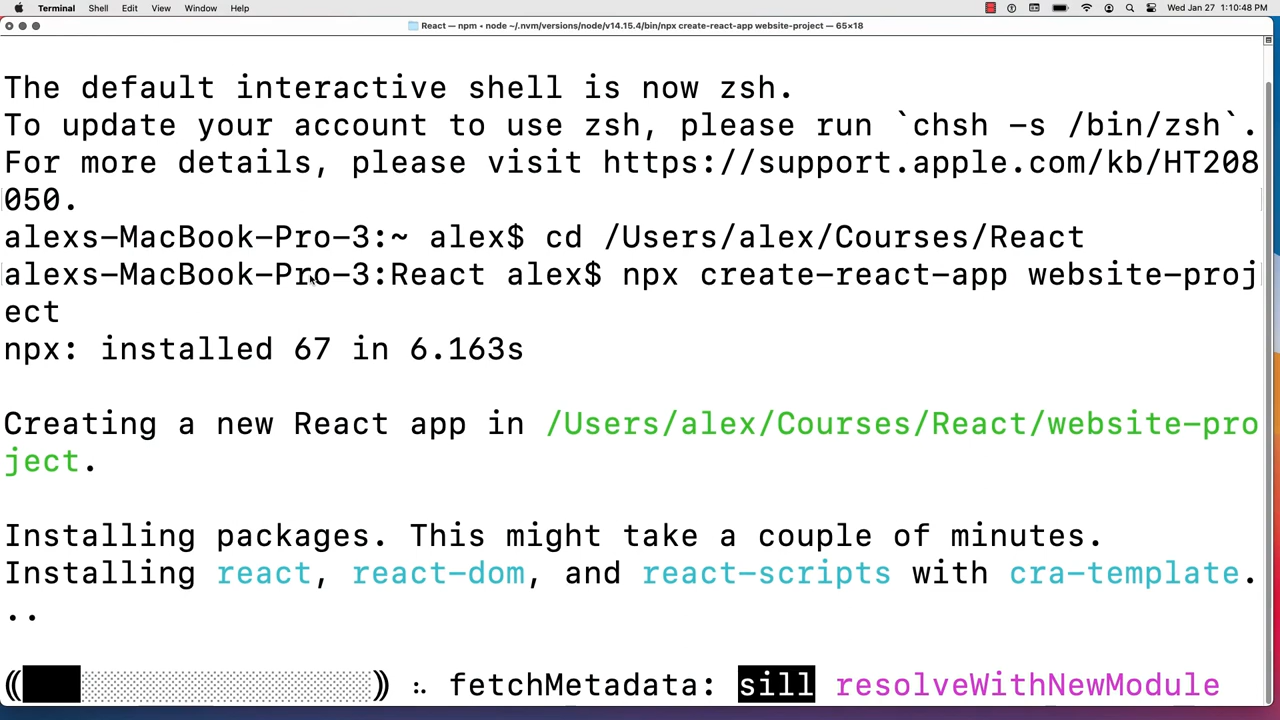 Terminal Shell Edit View Window Help Wed Jan 27 1:10:48 PM
React — npm • node ~/.nvm/versions/node/v14.15.4/bin/npx create-react-app website-project — 65×18
The default interactive shell is now zsh.
To update your account to use zsh, please run `chsh -s /bin/zsh`.
For more details, please visit https://support.apple.com/kb/HT208
050.
alexs-MacBook-Pro-3:~ alex$ cd /Users/alex/Courses/React
alexs-MacBook-Pro-3:React alex$ npx create-react-app website-proj
ect
npx: installed 67 in 6.163s
Creating a new React app in /Users/alex/Courses/React/website-pro
ject.
Installing packages. This might take a couple of minutes.
Installing react, react-dom, and react-scripts with cra-template.
..
fetchMetadata: sill resolveWithNewModule